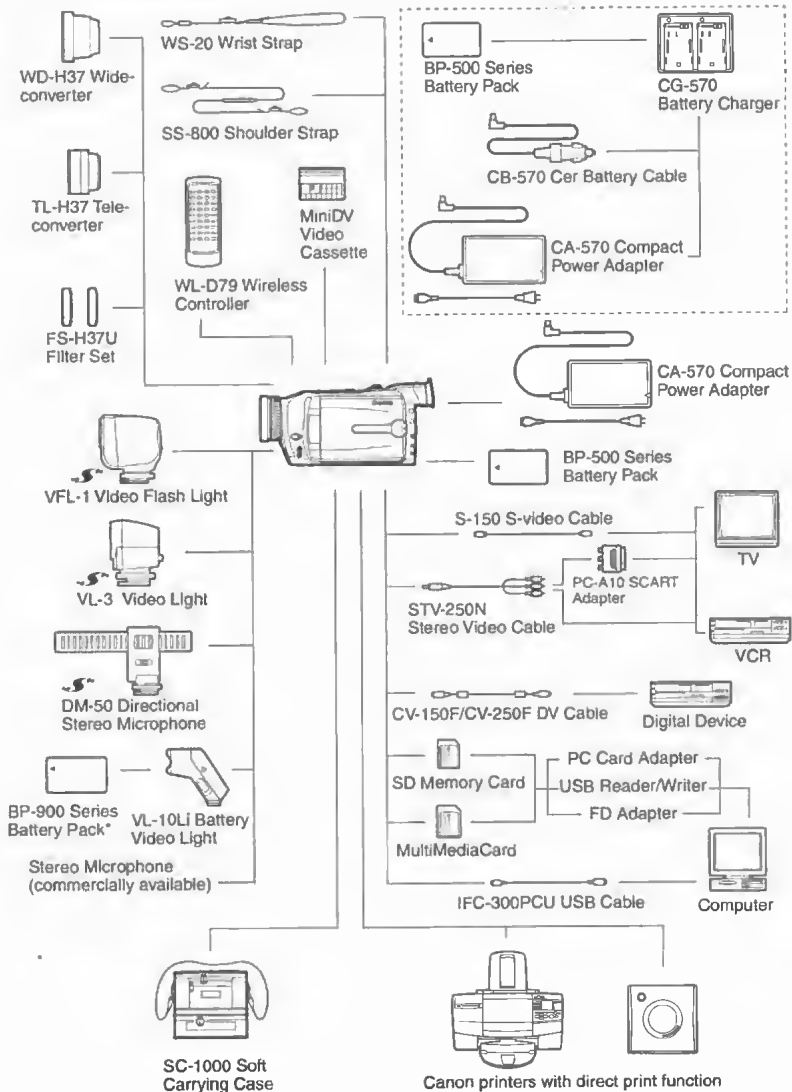 WS-20 Wrist Strap
WD-H37 Wide-
converter
SS-800 Shoulder Strap
TL-H37 Tele-
converter
MiniDV
Video
Cassette
WL-D79 Wireless
Controller
FS-H37U
Filter Set
BP-500 Series
Battery Pack
CG-570
Battery Charger
CB-570 Cer Battery Cable
CA-570 Compact
Power Adapter
CA-570 Compact
Power Adapter
BP-500 Series
Battery Pack
VFL-1 Video Flash Light
VL-3 Video Light
DM-50 Directional
Stereo Microphone
BP-900 Series
Battery Pack*
VL-10Li Battery
Video Light
Stereo Microphone
(commercially available)
S-150 S-video Cable
TV
PC-A10 SCART
Adapter
STV-250N
Stereo Video Cable
VCR
CV-150F/CV-250F DV Cable
Digital Device
SD Memory Card
PC Card Adapter
USB Reader/Writer
FD Adapter
MultiMediaCard
IFC-300PCU USB Cable
Computer
SC-1000 Soft
Carrying Case
Canon printers with direct print function